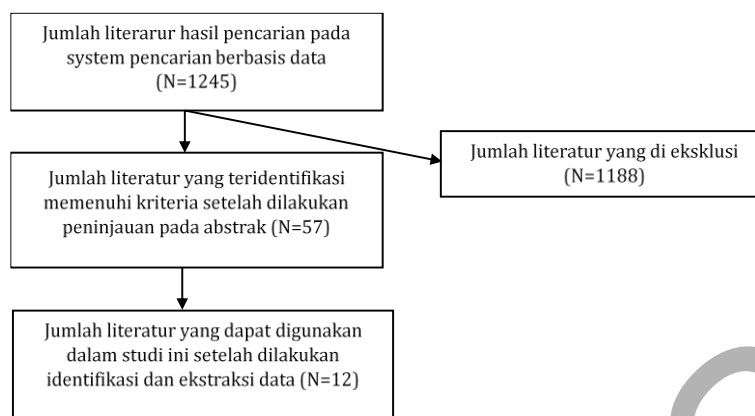 Jumlah literarur hasil pencarian pada
system pencarian berbasis data
(N=1245)
Jumlah literatur yang di eksklusi
(N=1188)
Jumlah literatur yang teridentifikasi
memenuhi kriteria setelah dilakukan
peninjauan pada abstrak (N=57)
Jumlah literatur yang dapat digunakan
dalam studi ini setelah dilakukan
identifikasi dan ekstraksi data (N=12)